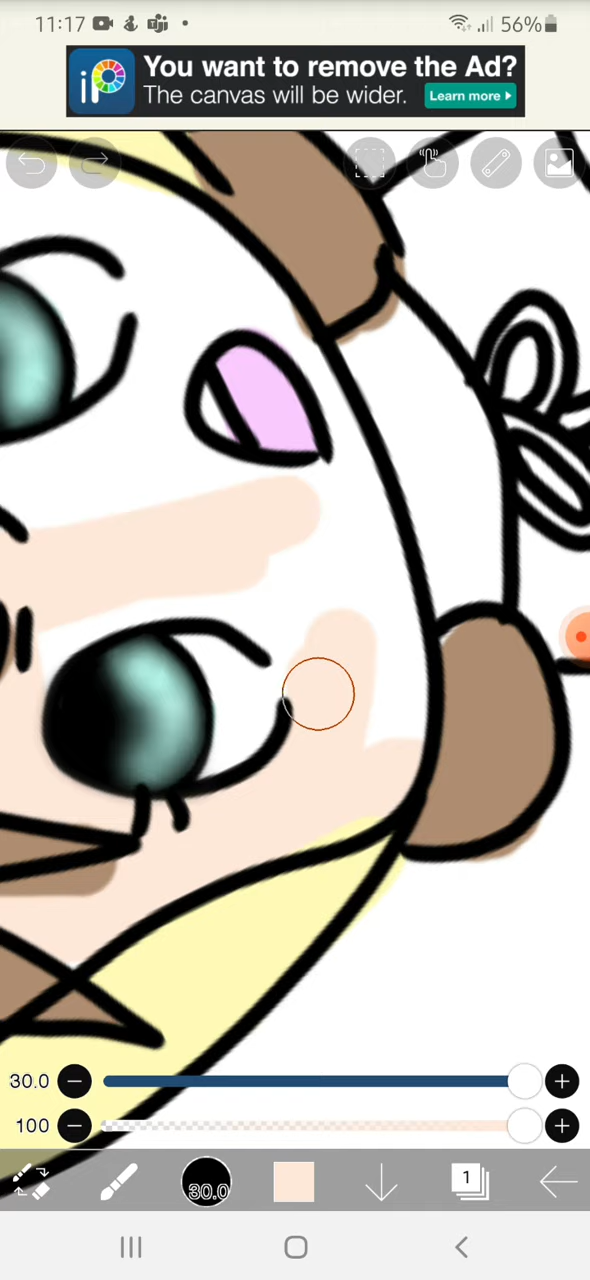 11:17
56%
iP
You want to remove the Ad?
The canvas will be wider.
Learn more
30.0
100
30.0
1